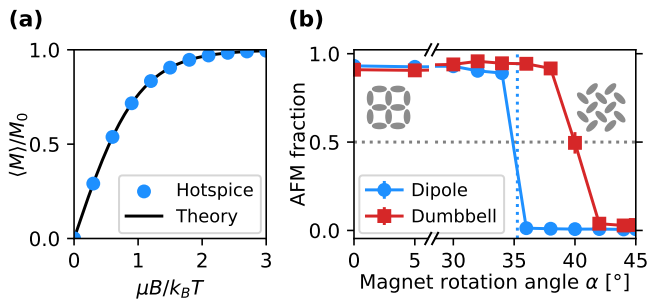 (a)
1.0
0.5
0.0
⟨M⟩/M₀
0
1
2
3
μB/k_BT
Hotspice
Theory
(b)
1.0
0.5
0.0
AFM fraction
0
5
30
35
40
45
Magnet rotation angle α [°]
Dipole
Dumbbell